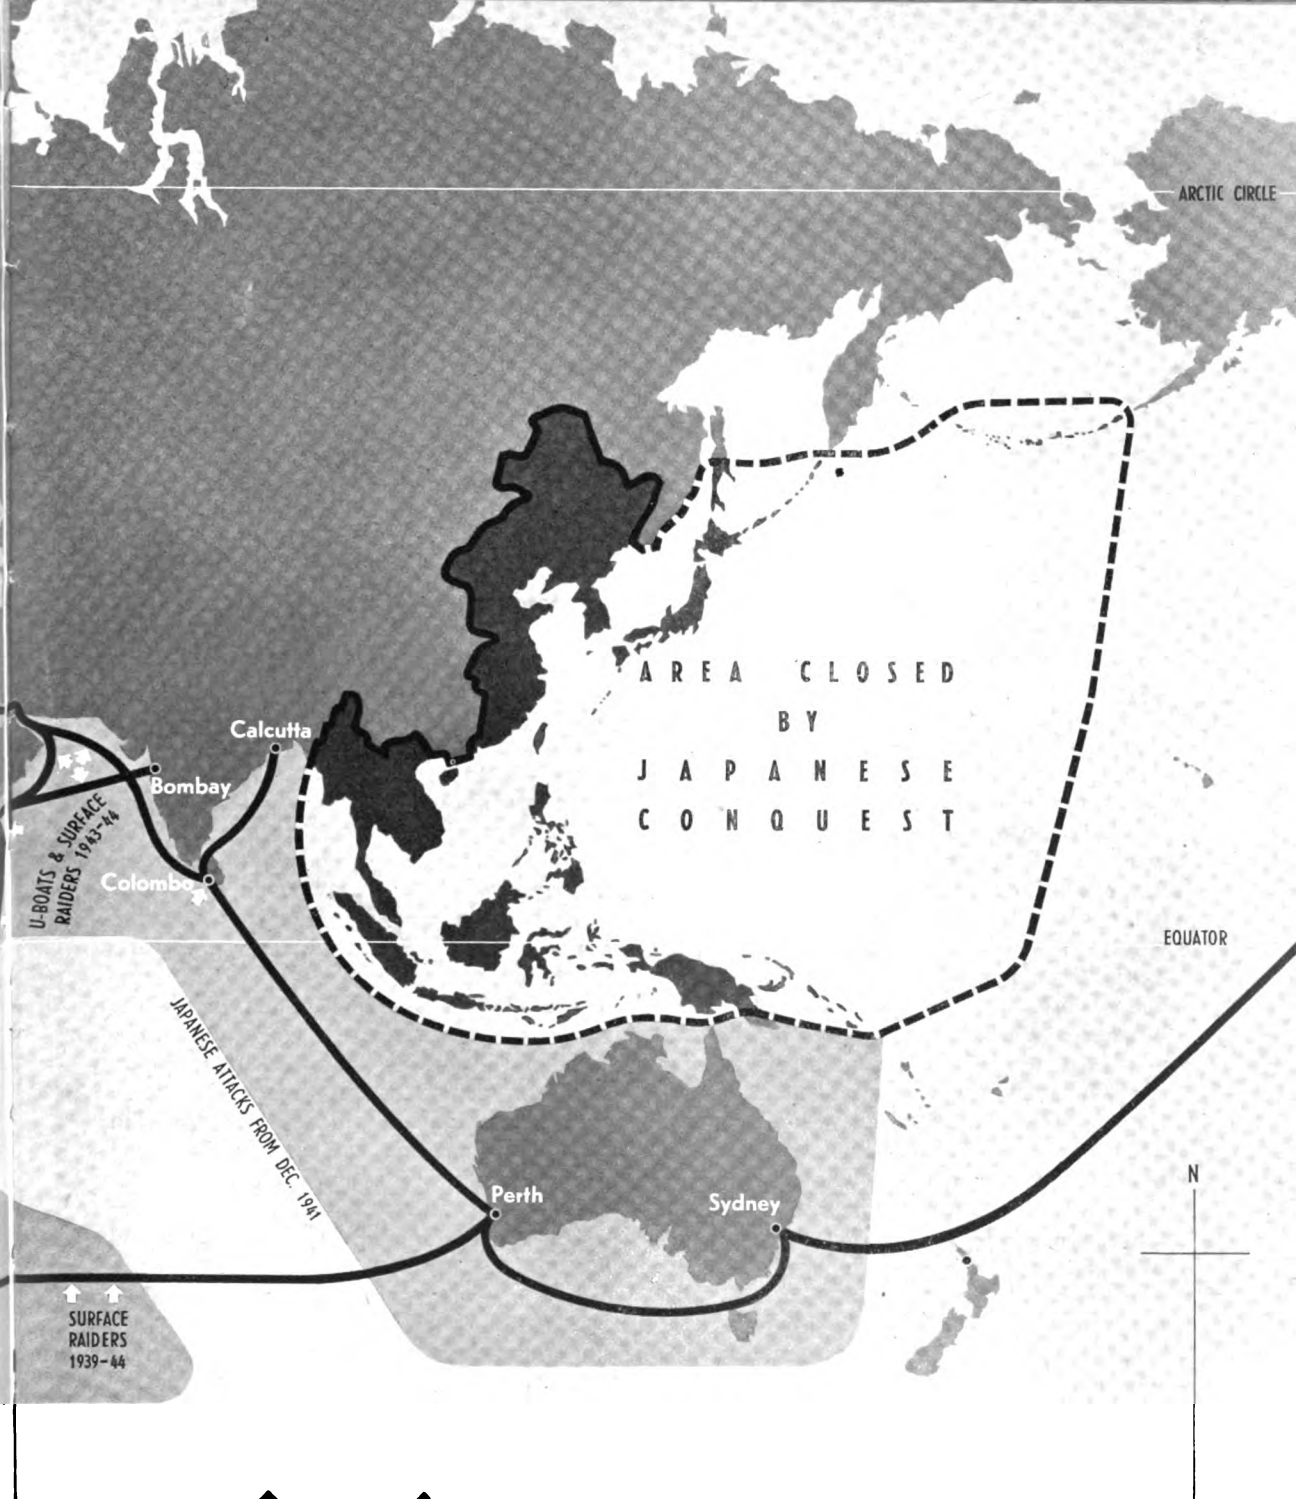 ARCTIC CIRCLE
AREA CLOSED
BY
JAPANESE
CONQUEST
Calcutta
Bombay
U-BOATS & SURFACE
RAIDERS 1943-44
Colombo
EQUATOR
JAPANESE ATTACKS FROM DEC. 1941
N
Perth
Sydney
SURFACE
RAIDERS
1939-44